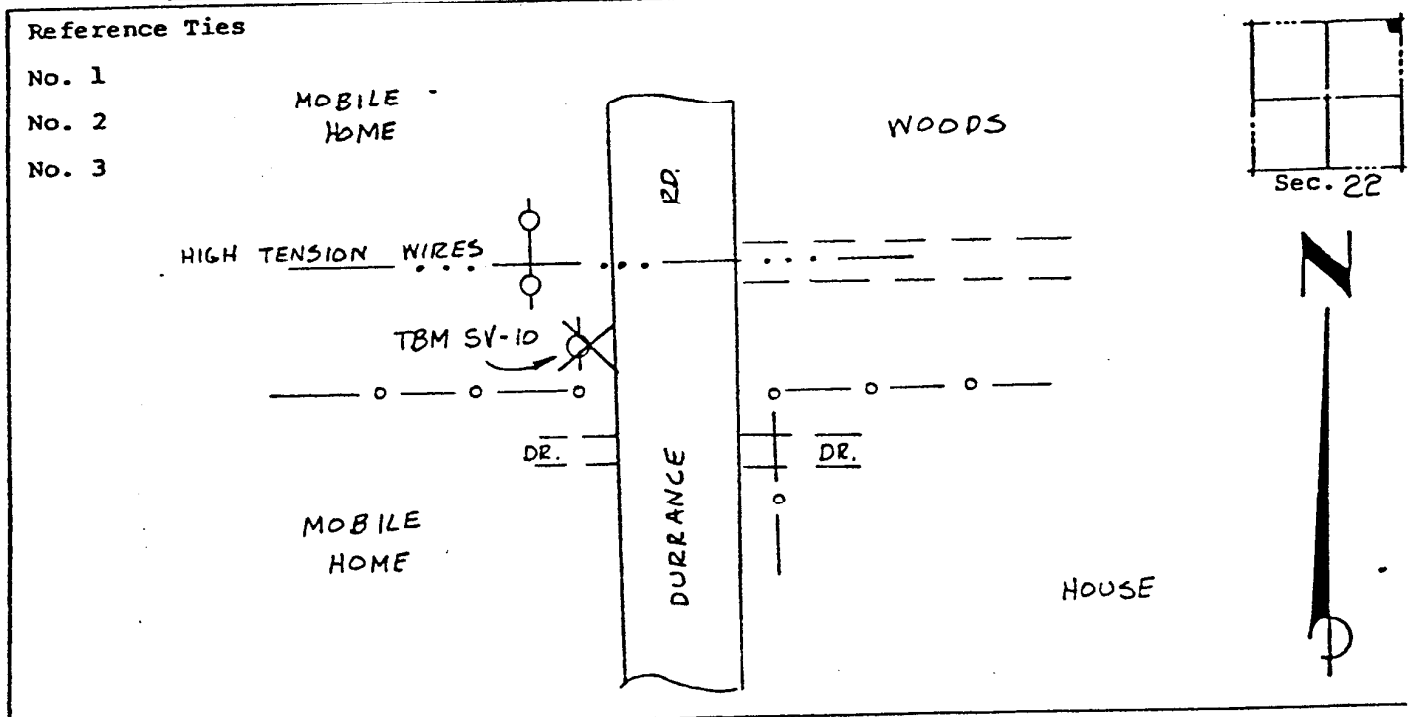 Reference Ties
No. 1
No. 2
No. 3
MOBILE
HOME
WOODS
Sec. 22
RD.
N
HIGH TENSION WIRES
TBM SV-10
DR.
DR.
DURRANCE
MOBILE
HOME
HOUSE